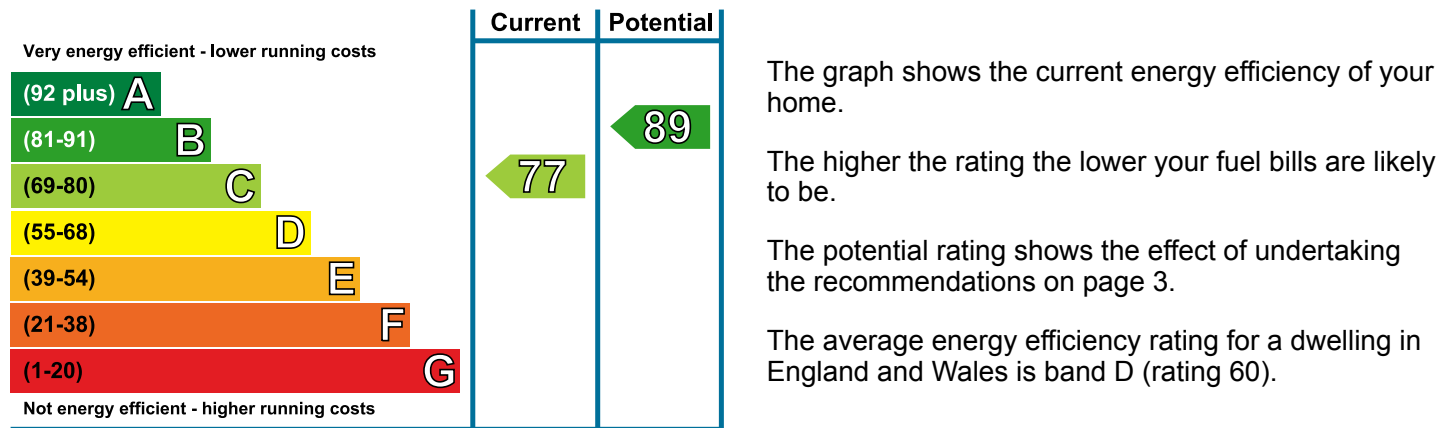 Current Potential
Very energy efficient - lower running costs
(92 plus) A
(81-91) B
(69-80) C
(55-68) D
(39-54) E
(21-38) F
(1-20) G
Not energy efficient - higher running costs
77
89
The graph shows the current energy efficiency of your
home.
The higher the rating the lower your fuel bills are likely
to be.
The potential rating shows the effect of undertaking
the recommendations on page 3.
The average energy efficiency rating for a dwelling in
England and Wales is band D (rating 60).